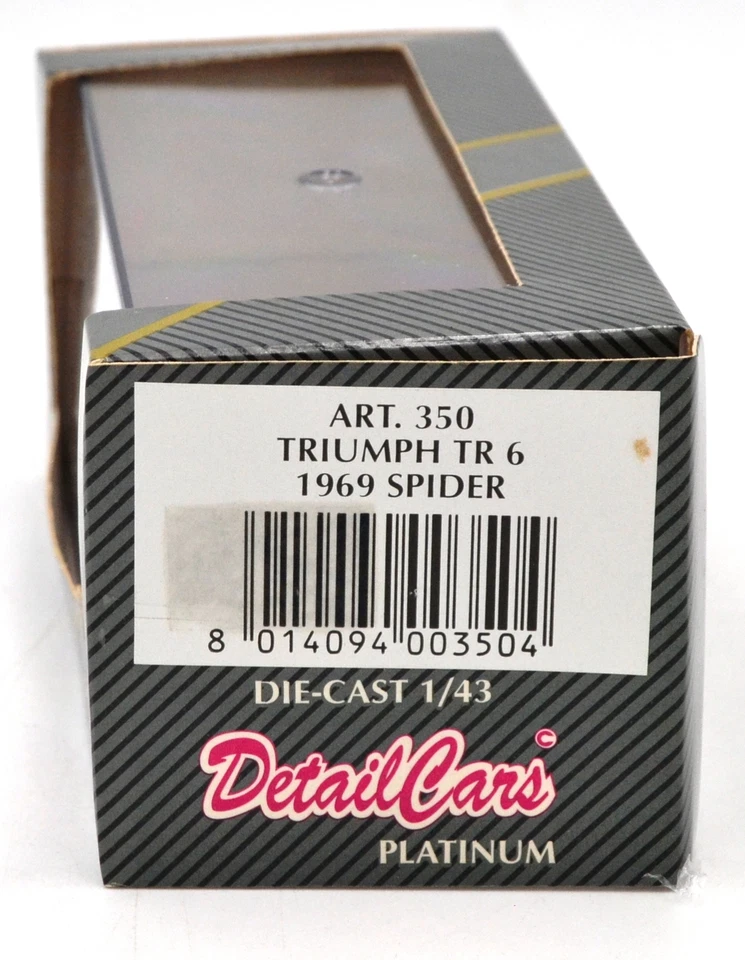 ART. 350
TRIUMPH TR 6
1969 SPIDER
8 014094 003504
DIE-CAST 1/43
DetailCars ©
PLATINUM